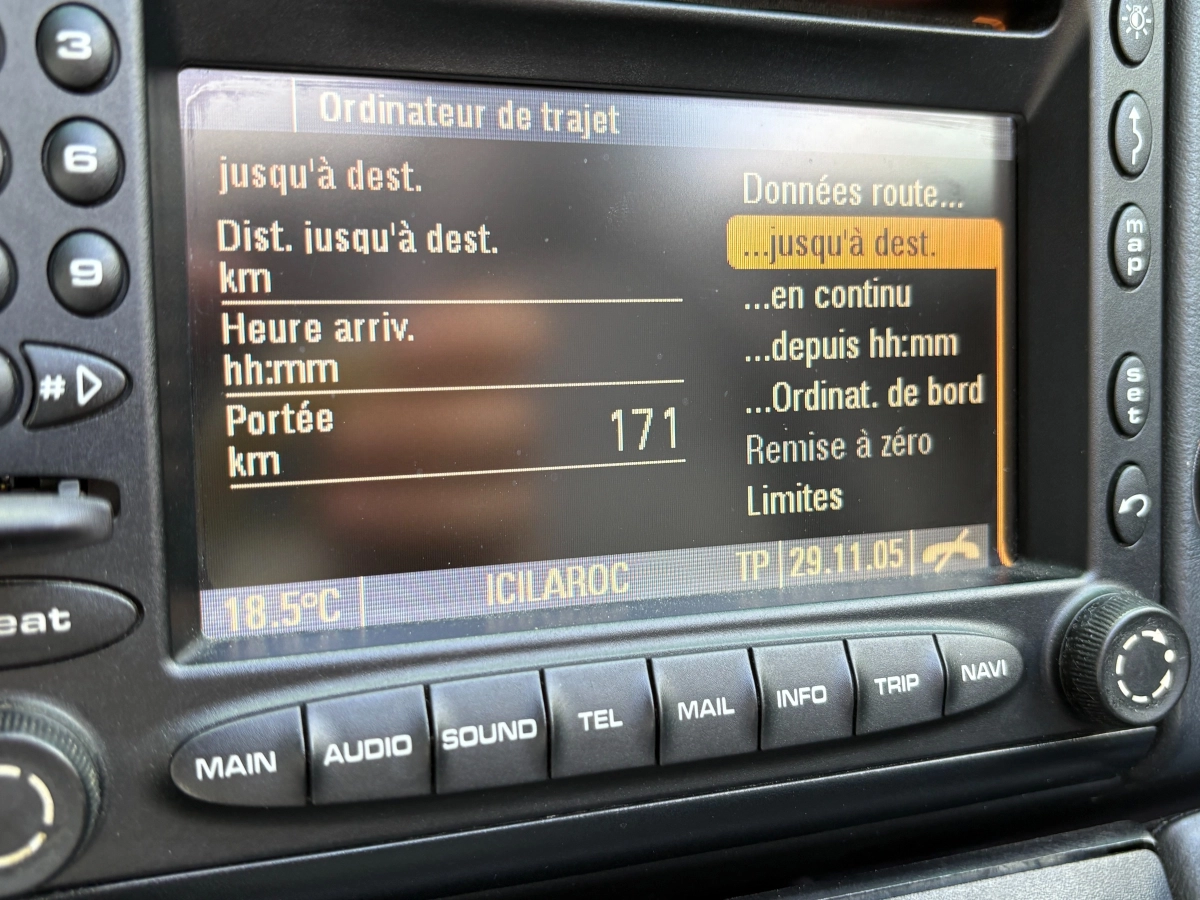 3
6
9
#
eat
Ordinateur de trajet
jusqu'à dest.
Dist. jusqu'à dest.
km
Heure arriv.
hh:mm
Portée
km 171
Données route...
...jusqu'à dest.
...en continu
...depuis hh:mm
...Ordinat. de bord
Remise à zéro
Limites
18.5°C ICILAROC TP 29.11.05
map
set
MAIN AUDIO SOUND TEL MAIL INFO TRIP NAVI